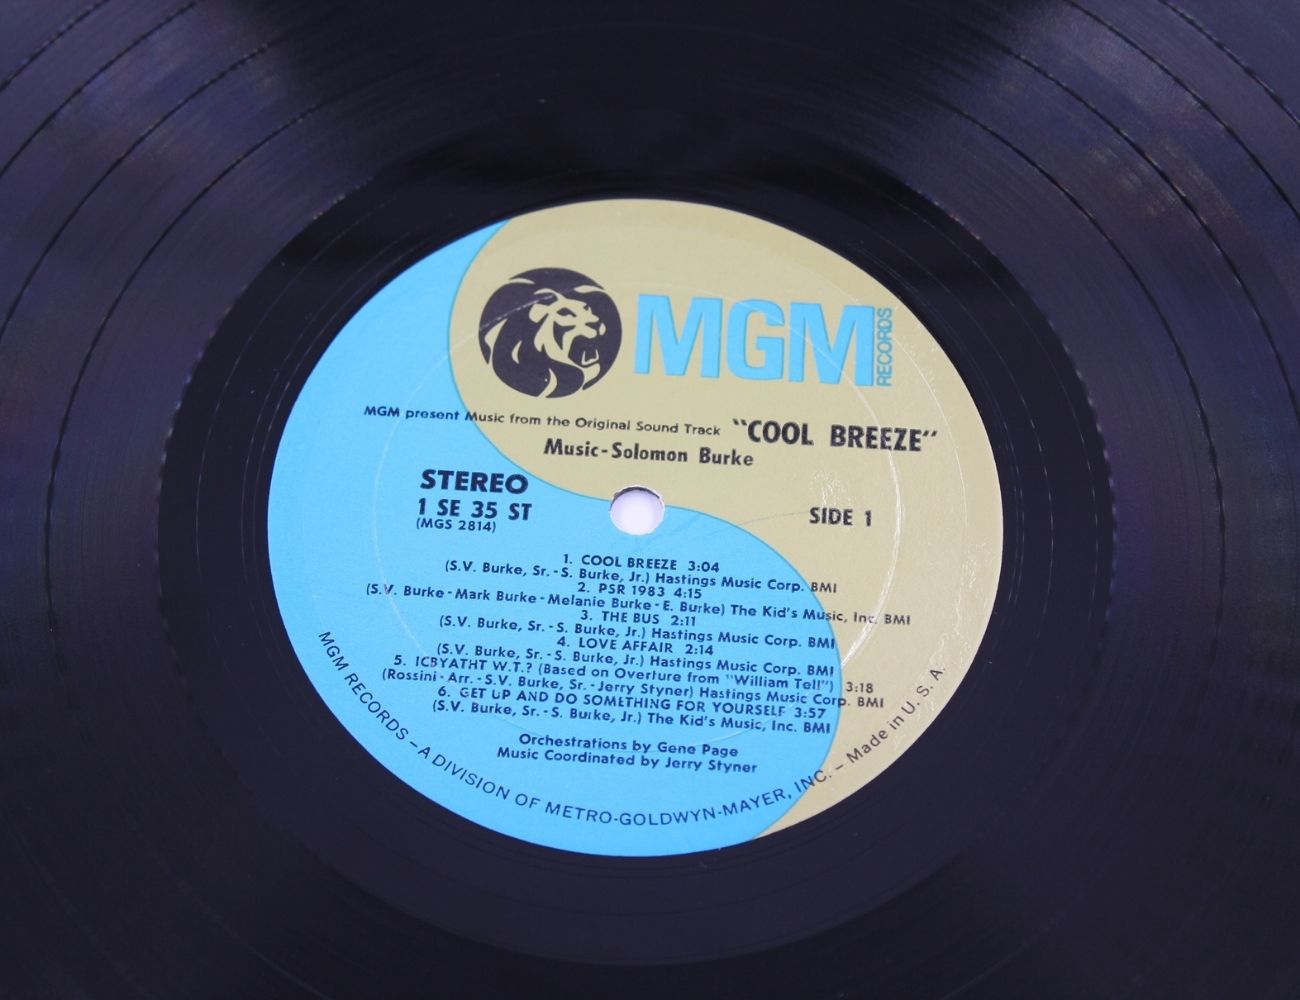 MGM RECORDS
MGM present Music from the Original Sound Track "COOL BREEZE"
Music-Solomon Burke
STEREO
1 SE 35 ST
(MGS 2814)
SIDE 1
1. COOL BREEZE 3:04
(S.V. Burke, Sr.-S. Burke, Jr.) Hastings Music Corp. BMI
2. PSR 1983 4:15
(S.V. Burke-Mark Burke-Melanie Burke-E. Burke) The Kid's Music, Inc. BMI
3. THE BUS 2:11
(S.V. Burke, Sr.-S. Burke, Jr.) Hastings Music Corp. BMI
4. LOVE AFFAIR 2:14
(S.V. Burke, Sr.-S. Burke, Jr.) Hastings Music Corp. BMI
5. ICBYATHT W.T.? (Based on Overture from "William Tell") 3:18
(Rossini-Arr.-S.V. Burke, Sr.-Jerry Styner) Hastings Music Corp. BMI
6. GET UP AND DO SOMETHING FOR YOURSELF 3:57
(S.V. Burke, Sr.-S. Burke, Jr.) The Kid's Music, Inc. BMI
Orchestrations by Gene Page
Music Coordinated by Jerry Styner
MGM RECORDS – A DIVISION OF METRO-GOLDWYN-MAYER, INC. – Made in U. S. A.